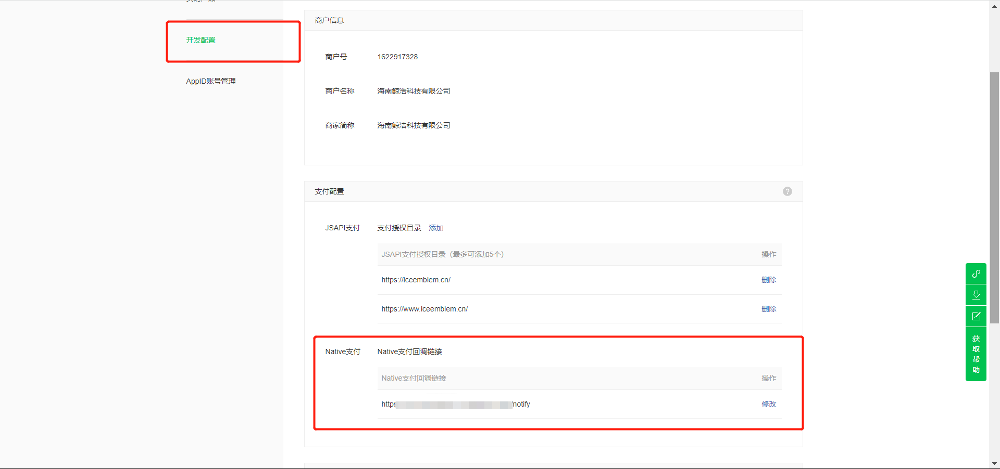 商户信息
开发配置
商户号 1622917328
AppID账号管理
商户名称 海南鲸浩科技有限公司
商家简称 海南鲸浩科技有限公司
支付配置 ?
JSAPI支付 支付授权目录 添加
JSAPI支付授权目录（最多可添加5个） 操作
https://iceemblem.cn/ 删除
https://www.iceemblem.cn/ 删除
Native支付 Native支付回调链接
Native支付回调链接 操作
https /notify 修改
获
取
帮
助